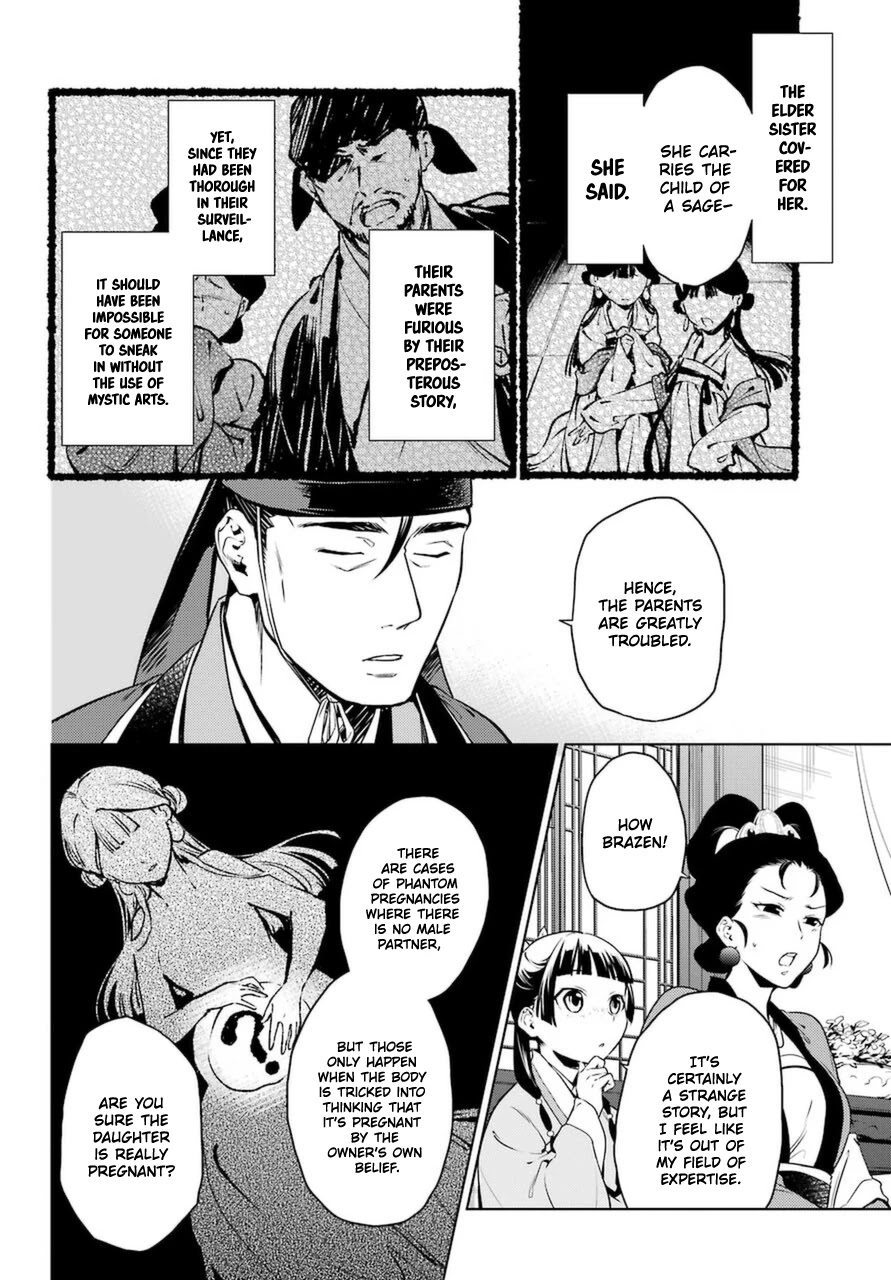 THE
ELDER
SISTER
COV-
ERED
FOR
HER.
SHE CAR-
RIES THE
CHILD OF
A SAGE-
SHE
SAID.
THEIR
PARENTS
WERE
FURIOUS
BY THEIR
PREPOS-
TEROUS
STORY,
YET,
SINCE THEY
HAD BEEN
THOROUGH
IN THEIR
SURVEIL-
LANCE,
IT SHOULD
HAVE BEEN
IMPOSSIBLE
FOR SOMEONE
TO SNEAK
IN WITHOUT
THE USE OF
MYSTIC ARTS.
HENCE,
THE PARENTS
ARE GREATLY
TROUBLED.
HOW
BRAZEN!
IT'S
CERTAINLY
A STRANGE
STORY, BUT
I FEEL LIKE
IT'S OUT OF
MY FIELD OF
EXPERTISE.
THERE
ARE CASES
OF PHANTOM
PREGNANCIES
WHERE THERE
IS NO MALE
PARTNER,
BUT THOSE
ONLY HAPPEN
WHEN THE BODY
IS TRICKED INTO
THINKING THAT
IT'S PREGNANT
BY THE
OWNER'S OWN
BELIEF.
?
ARE YOU
SURE THE
DAUGHTER
IS REALLY
PREGNANT?